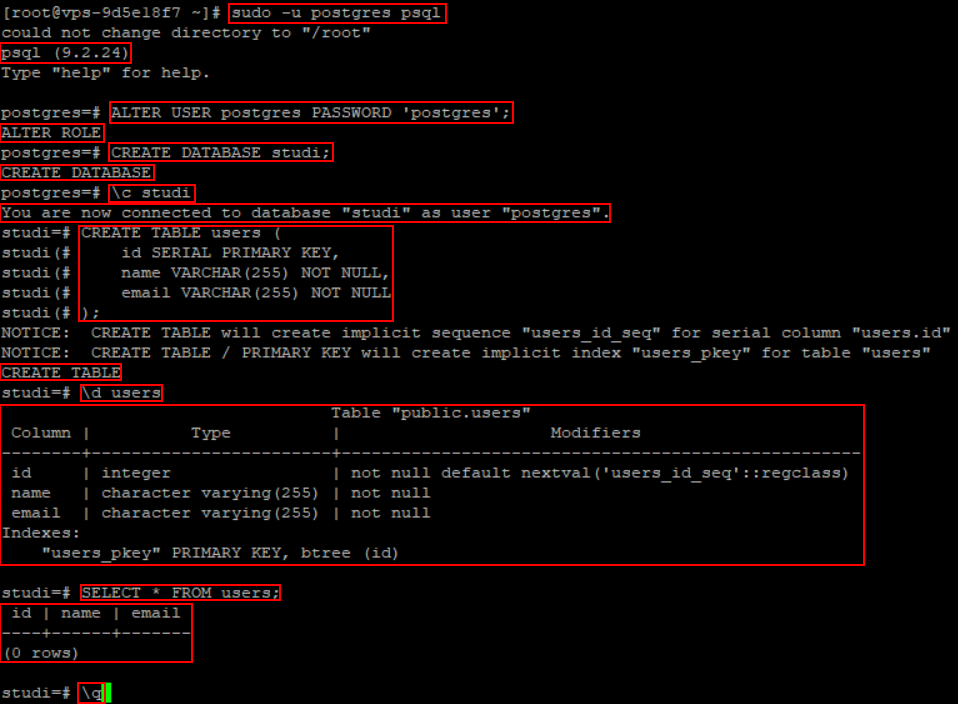 [root@vps-9d5e18f7 ~]# sudo -u postgres psql
could not change directory to "/root"
psql (9.2.24)
Type "help" for help.
postgres=# ALTER USER postgres PASSWORD 'postgres';
ALTER ROLE
postgres=# CREATE DATABASE studi;
CREATE DATABASE
postgres=# \c studi
You are now connected to database "studi" as user "postgres".
studi=# CREATE TABLE users (
studi(#     id SERIAL PRIMARY KEY,
studi(#     name VARCHAR(255) NOT NULL,
studi(#     email VARCHAR(255) NOT NULL
studi(# );
NOTICE:  CREATE TABLE will create implicit sequence "users_id_seq" for serial column "users.id"
NOTICE:  CREATE TABLE / PRIMARY KEY will create implicit index "users_pkey" for table "users"
CREATE TABLE
studi=# \d users
                                 Table "public.users"
 Column |          Type          |                     Modifiers
--------+------------------------+----------------------------------------------------
 id     | integer                | not null default nextval('users_id_seq'::regclass)
 name   | character varying(255) | not null
 email  | character varying(255) | not null
Indexes:
    "users_pkey" PRIMARY KEY, btree (id)
studi=# SELECT * FROM users;
 id | name | email
----+------+-------
(0 rows)
studi=# \q